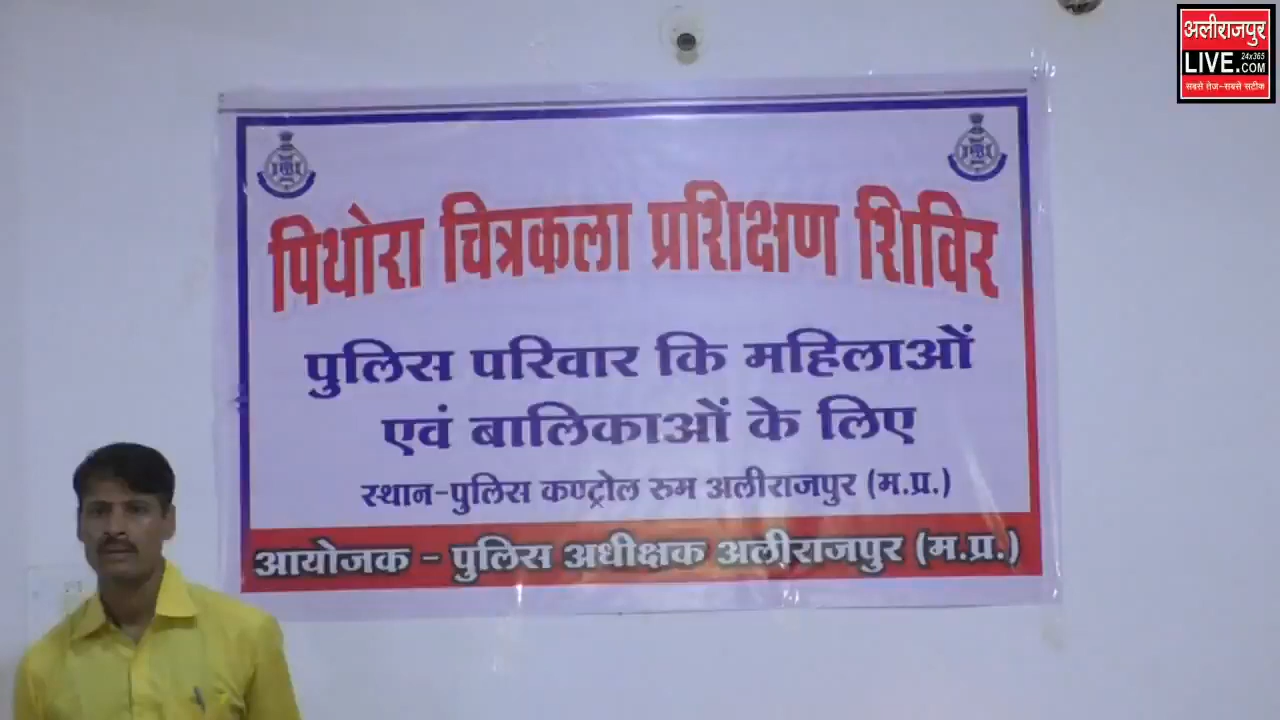 अलीराजपुर
LIVE.COM
24x365
सबसे तेज-सबसे सटीक
पिथोरा चित्रकला प्रशिक्षण शिविर
पुलिस परिवार कि महिलाओं
एवं बालिकाओं के लिए
स्थान-पुलिस कण्ट्रोल रुम अलीराजपुर (म.प्र.)
आयोजक - पुलिस अधीक्षक अलीराजपुर (म.प्र.)